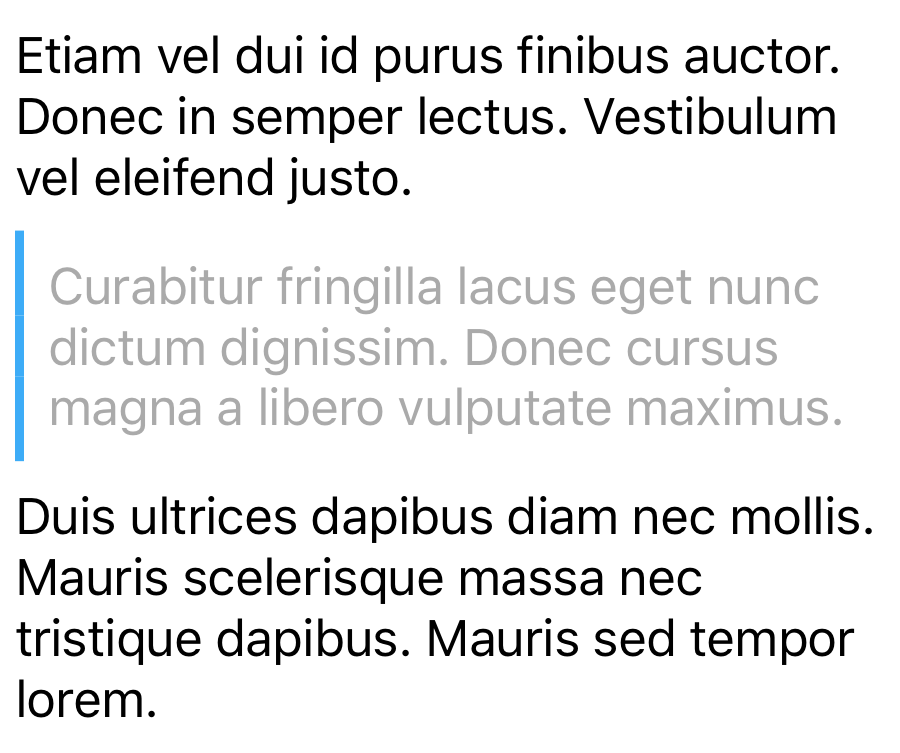 Etiam vel dui id purus finibus auctor.
Donec in semper lectus. Vestibulum
vel eleifend justo.
Curabitur fringilla lacus eget nunc
dictum dignissim. Donec cursus
magna a libero vulputate maximus.
Duis ultrices dapibus diam nec mollis.
Mauris scelerisque massa nec
tristique dapibus. Mauris sed tempor
lorem.